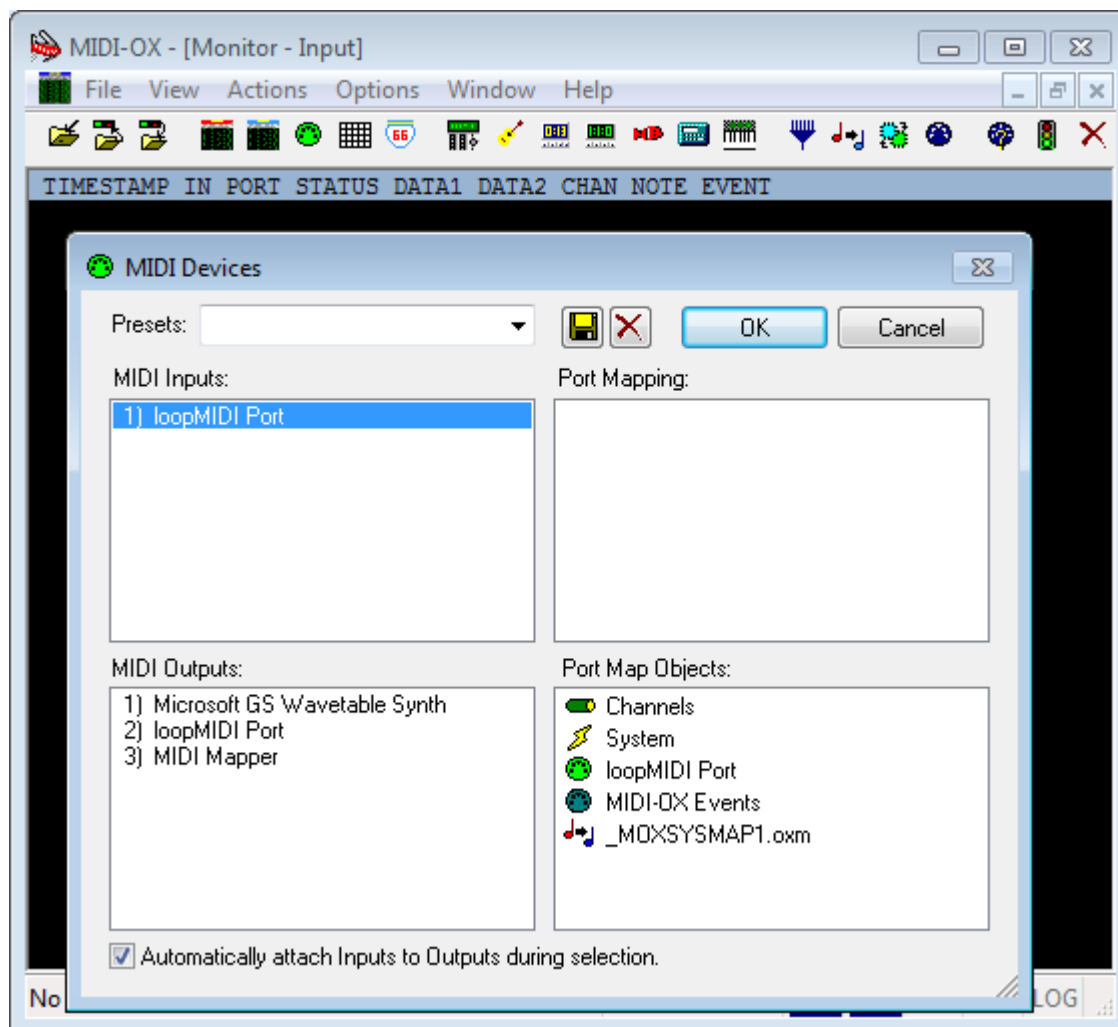 MIDI-OX - [Monitor - Input]
File View Actions Options Window Help
66
TIMESTAMP IN PORT STATUS DATA1 DATA2 CHAN NOTE EVENT
MIDI Devices
Presets:
OK
Cancel
MIDI Inputs:
1) loopMIDI Port
Port Mapping:
MIDI Outputs:
1) Microsoft GS Wavetable Synth
2) loopMIDI Port
3) MIDI Mapper
Port Map Objects:
Channels
System
loopMIDI Port
MIDI-OX Events
_MOXSYSMAP1.oxm
Automatically attach Inputs to Outputs during selection.
No
LOG